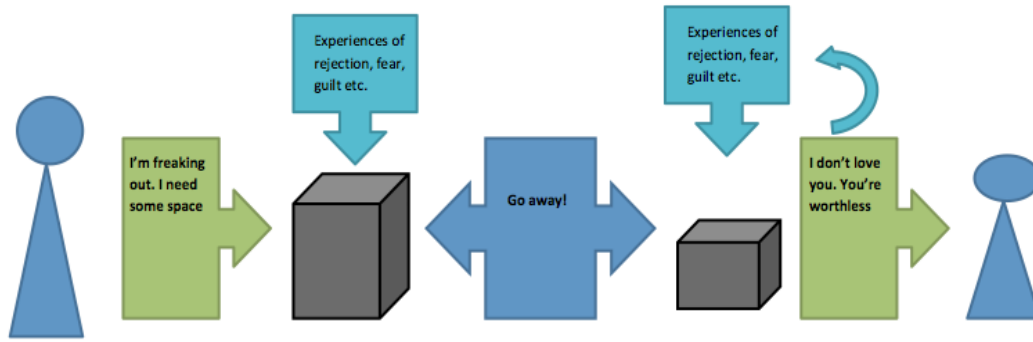 I'm freaking
out. I need
some space
Experiences of
rejection, fear,
guilt etc.
Go away!
Experiences of
rejection, fear,
guilt etc.
I don't love
you. You're
worthless